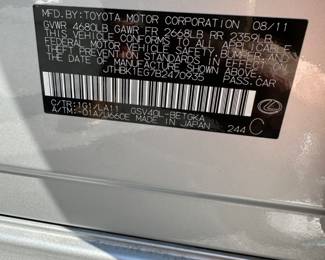 MFD.BY:TOYOTA MOTOR CORPORATION 08/11
GVWR 4680LB GAWR FR 2668LB RR 2359LB
THIS VEHICLE CONFORMS TO ALL APPLICABLE
FEDERAL MOTOR VEHICLE SAFETY, BUMPER, AND
THEFT PREVENTION STANDARDS IN EFFECT ON
THE DATE OF MANUFACTURE SHOWN ABOVE.
JTHBK1EG7B2470935 PASS.CAR
C/TR:1G1/LA11 GSV40L-BETGKA
A/TM:-01A/U660E MADE IN JAPAN 244 C